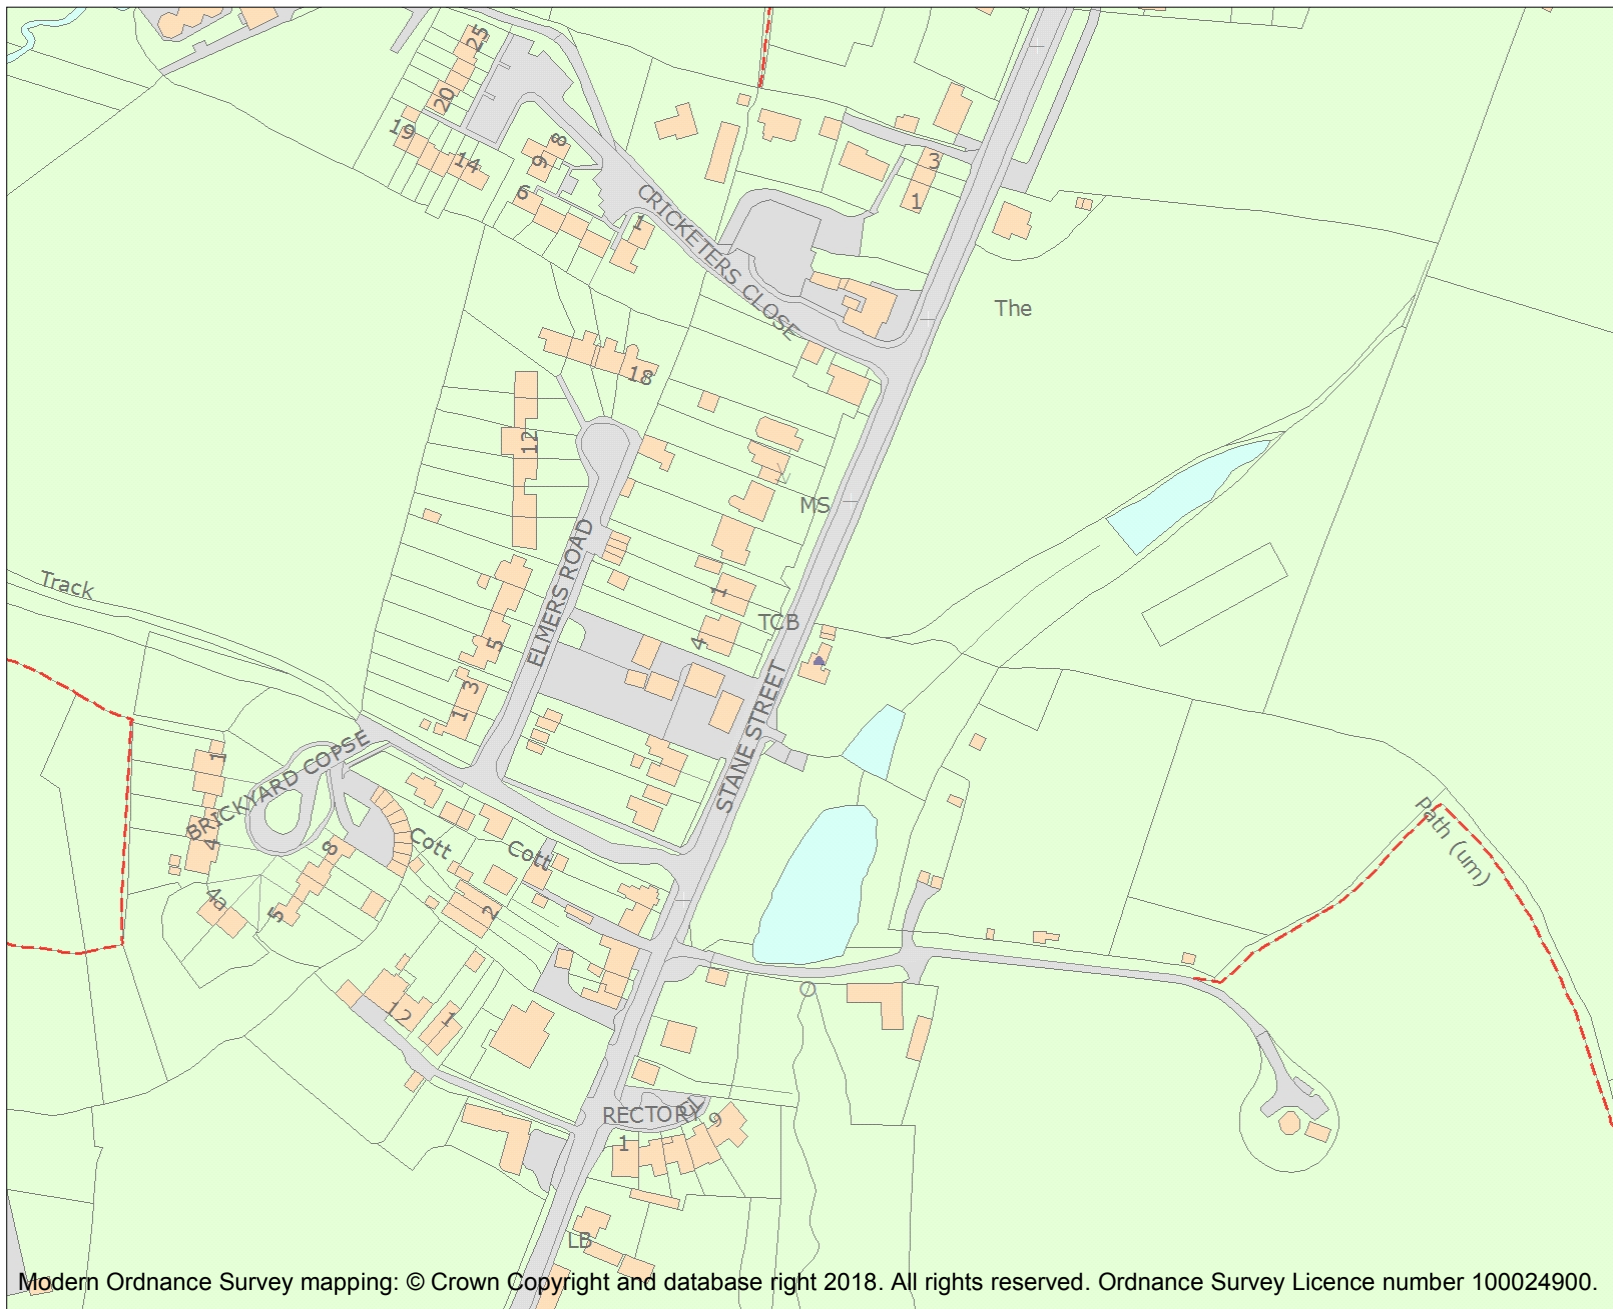 25
20
19
14
8
9
6
1
CRICKETERS CLOSE
3
1
The
18
12
MS
ELMERS ROAD
1
TCB
4
5
Track
3
1
STANE STREET
BRICKYARD COPSE
1
4
8
Cott
Cott
Path (um)
4a
5
2
12
1
RECTORY CL
9
1
LB
Modern Ordnance Survey mapping: © Crown Copyright and database right 2018. All rights reserved. Ordnance Survey Licence number 100024900.